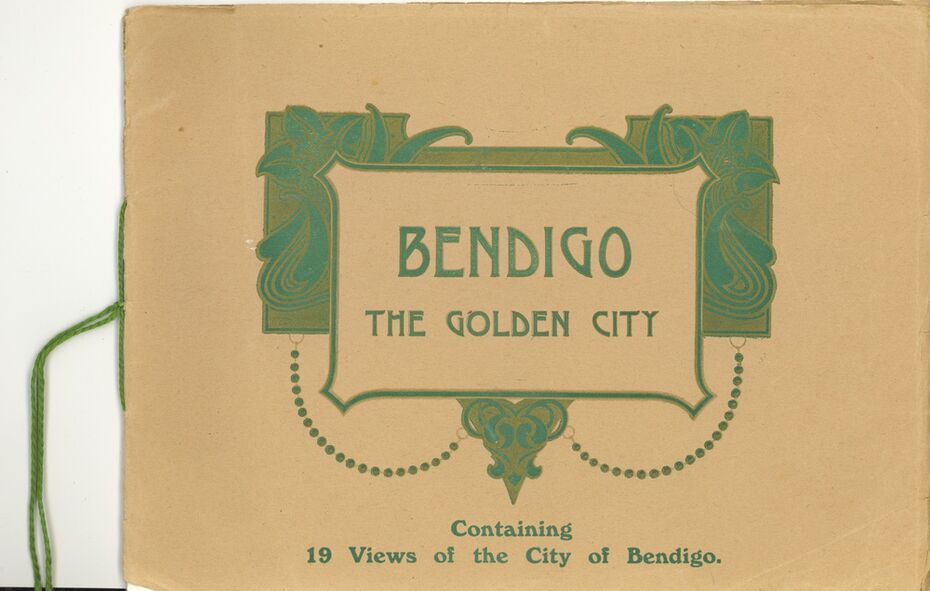 BENDIGO
THE GOLDEN CITY
Containing
19 Views of the City of Bendigo.